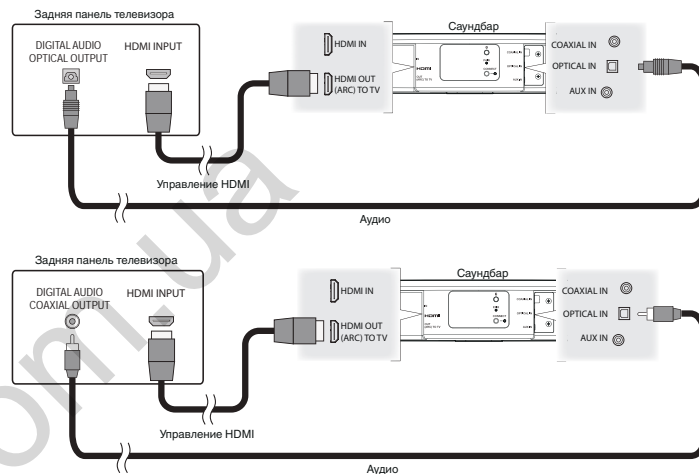 Задняя панель телевизора
Саундбар
DIGITAL AUDIO
OPTICAL OUTPUT
HDMI INPUT
HDMI IN
HDMI OUT
(ARC) TO TV
COAXIAL IN
OPTICAL IN
AUX IN
Управление HDMI
Аудио
Задняя панель телевизора
Саундбар
DIGITAL AUDIO
COAXIAL OUTPUT
HDMI INPUT
HDMI IN
HDMI OUT
(ARC) TO TV
COAXIAL IN
OPTICAL IN
AUX IN
Управление HDMI
Аудио